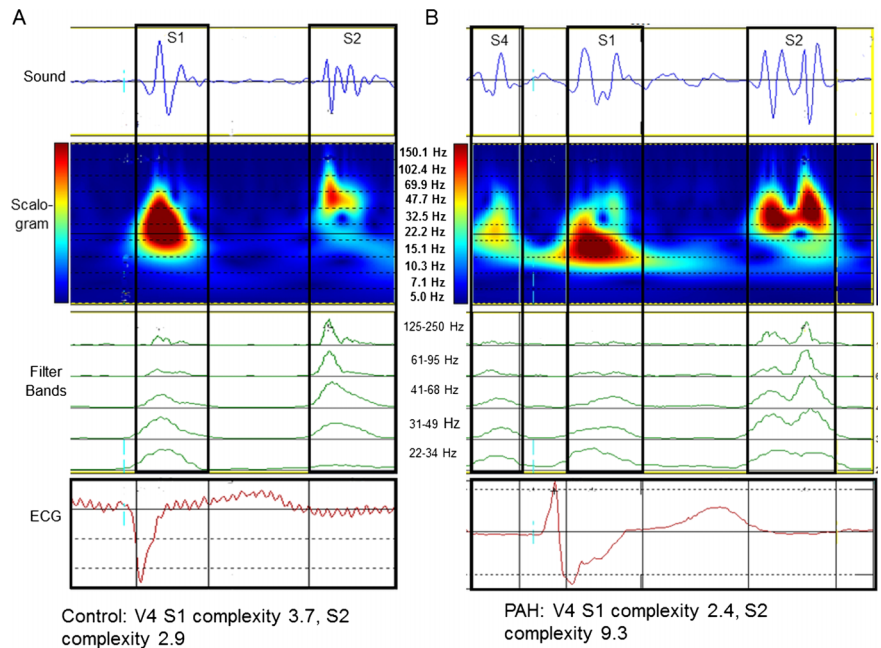 A
B
S1
S2
S4
S1
S2
Sound
Scalo-
gram
150.1 Hz
102.4 Hz
69.9 Hz
47.7 Hz
32.5 Hz
22.2 Hz
15.1 Hz
10.3 Hz
7.1 Hz
5.0 Hz
Filter
Bands
125-250 Hz
61-95 Hz
41-68 Hz
31-49 Hz
22-34 Hz
ECG
Control: V4 S1 complexity 3.7, S2
complexity 2.9
PAH: V4 S1 complexity 2.4, S2
complexity 9.3